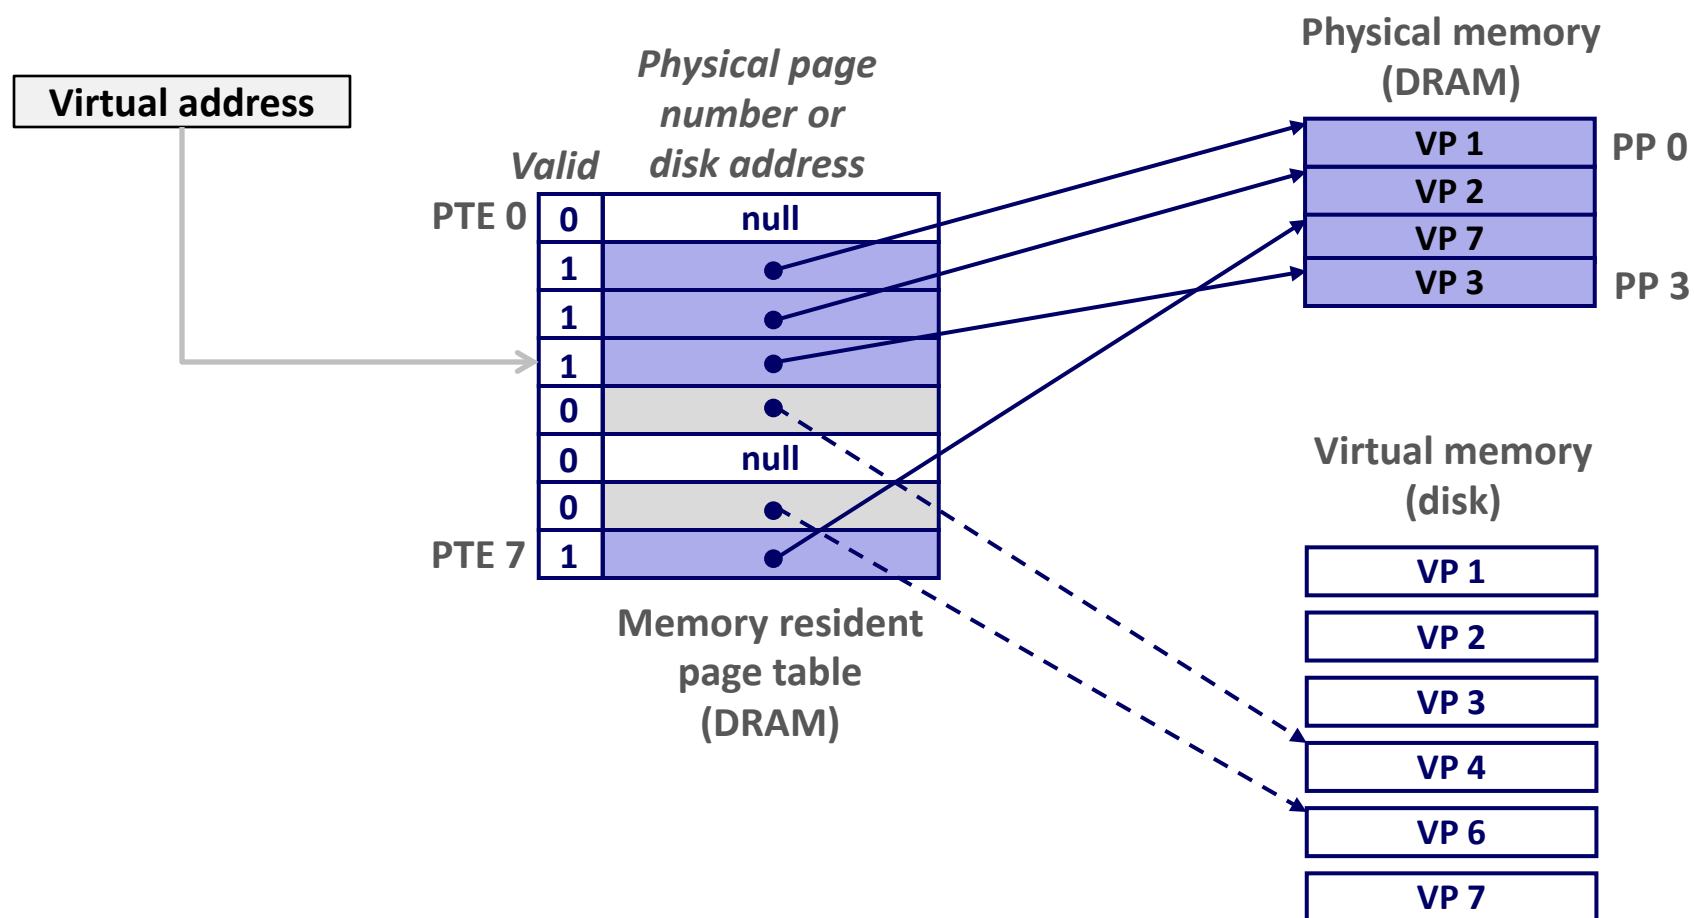 Virtual address
Physical page
number or
disk address
Valid
PTE 0
0
null
1
1
1
0
0
null
0
PTE 7
1
Memory resident
page table
(DRAM)
Physical memory
(DRAM)
VP 1
PP 0
VP 2
VP 7
VP 3
PP 3
Virtual memory
(disk)
VP 1
VP 2
VP 3
VP 4
VP 6
VP 7